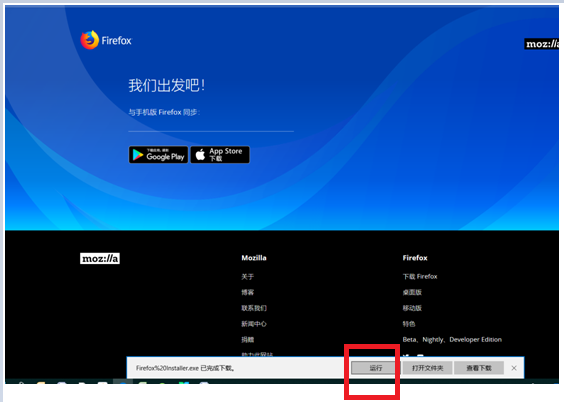 Firefox
moz://a
我们出发吧！
与手机版 Firefox 同步：
Google Play
App Store
下载
moz://a
Mozilla
关于
博客
联系我们
新闻中心
捐赠
Firefox
下载 Firefox
桌面版
移动版
特色
Beta、Nightly、Developer Edition
Firefox%20Installer.exe 已完成下载。
运行
打开文件夹
查看下载